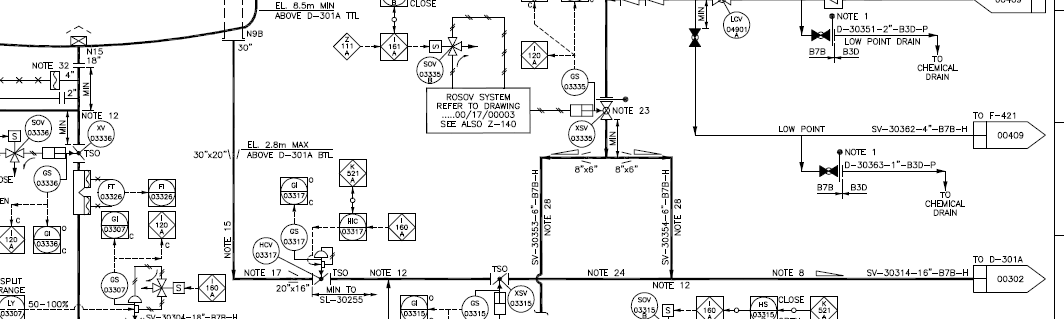 EL. 8.5m MIN
ABOVE D-301A TTL
N9B
30"
CLOSE
Z
111
A
I
161
A
S
SOV
03335
B
I
120
A
GS
03335
MIN
LCV
04901
A
NOTE 1
D-30351-2"-B3D-P
LOW POINT DRAIN
B7B
B3D
TO
CHEMICAL
DRAIN
00409
N15
18"
NOTE 32
4"
2"
MIN
NOTE 12
MIN
SOV
03336
S
XV
03336
TSO
GS
03336
ROSOV SYSTEM
REFER TO DRAWING
.....00/17/00003
SEE ALSO Z-140
NOTE 23
XSV
03335
MIN
8"x6"
8"x6"
LOW POINT
SV-30362-4"-B7B-H
TO F-421
00409
NOTE 1
D-30363-1"-B3D-P
B7B
B3D
TO
CHEMICAL
DRAIN
30"x20"
EL. 2.8m MAX
ABOVE D-301A BTL
K
521
A
GI
03317
O
C
GS
03317
HIC
03317
I
160
A
FT
03326
FI
03326
GI
03307
O
C
I
120
A
C
I
120
A
C
GI
03336
O
C
NOTE 15
SV-30353-6"-B7B-H
NOTE 28
SV-30354-6"-B7B-H
NOTE 28
HCV
03317
NOTE 17
20"x16"
TSO
MIN TO
SL-30255
NOTE 12
TSO
NOTE 24
NOTE 12
NOTE 8
SV-30314-16"-B7B-H
TO D-301A
00302
GS
03307
S
I
160
A
SPLIT
RANGE
LY
03307
50-100%
SV-30304-18"-B7B-H
GI
03315
O
C
GS
03315
XSV
03315
SOV
03315
B
S
I
160
A
HS
03315
CLOSE
K
521
A